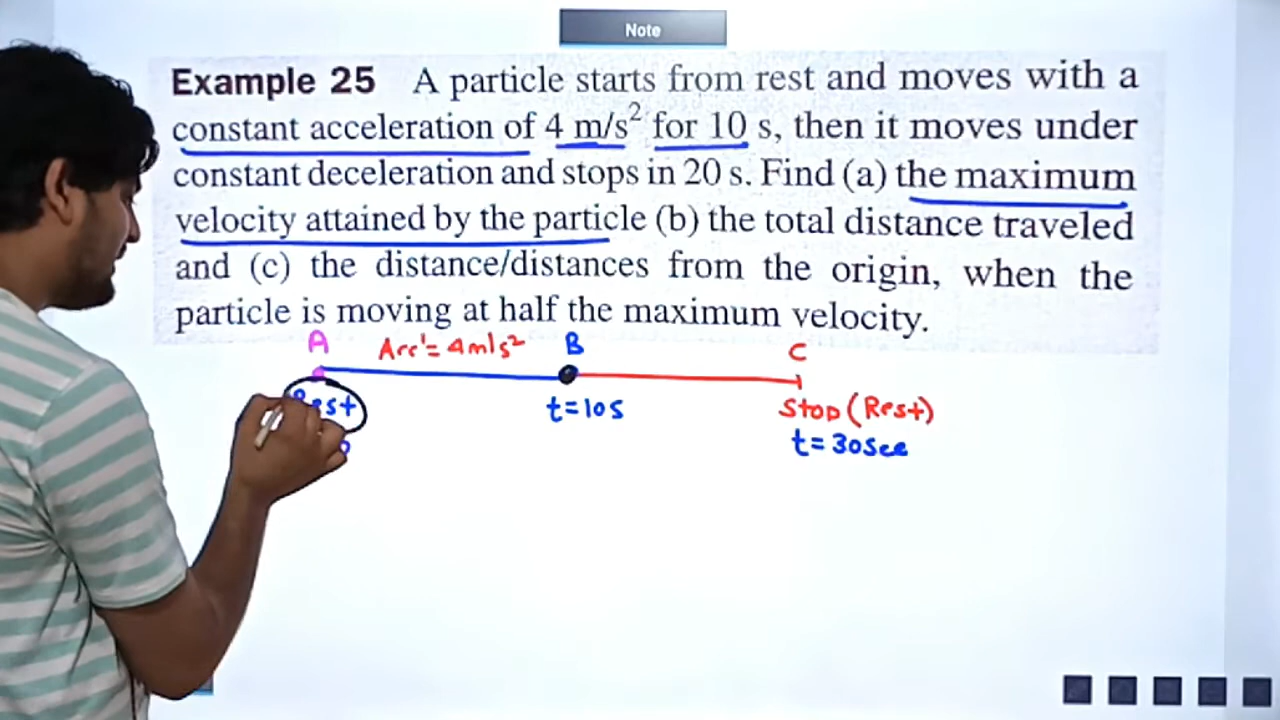 Note
Example 25 A particle starts from rest and moves with a
constant acceleration of 4 m/s² for 10 s, then it moves under
constant deceleration and stops in 20 s. Find (a) the maximum
velocity attained by the particle (b) the total distance traveled
and (c) the distance/distances from the origin, when the
particle is moving at half the maximum velocity.
A Accⁿ = 4m/s² B C
Rest t=10s Stop (Rest)
t=30sec